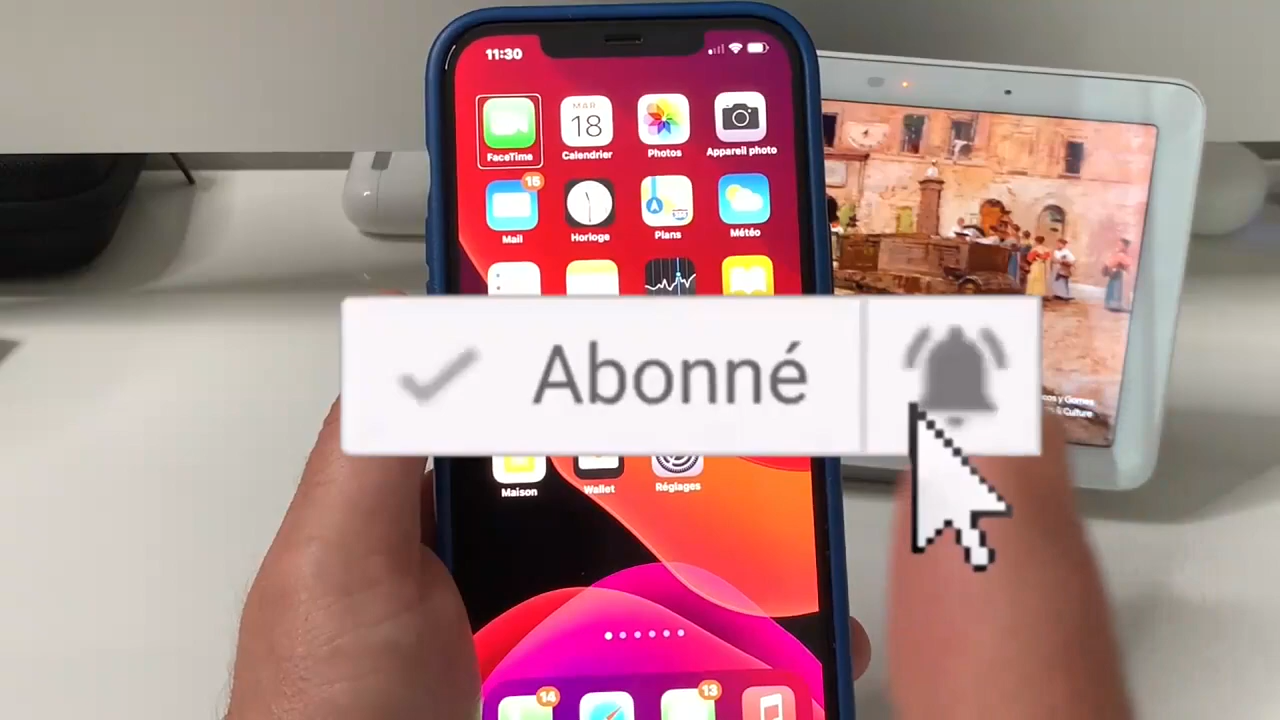 11:30
FaceTime
MAR
18
Calendrier
Photos
Appareil photo
15
Mail
Horloge
Plans
Météo
Abonné
Maison
Wallet
Réglages
14
13
& Culture